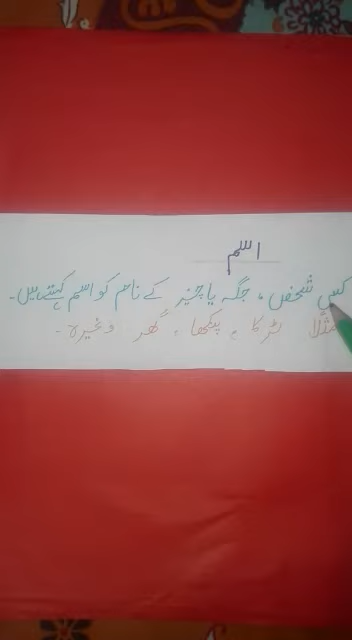 اسم
کسی شخص، جگہ یا چیز کے نام کو اسم کہتے ہیں۔
مثلاً لڑکا، پنکھا، گھر وغیرہ۔